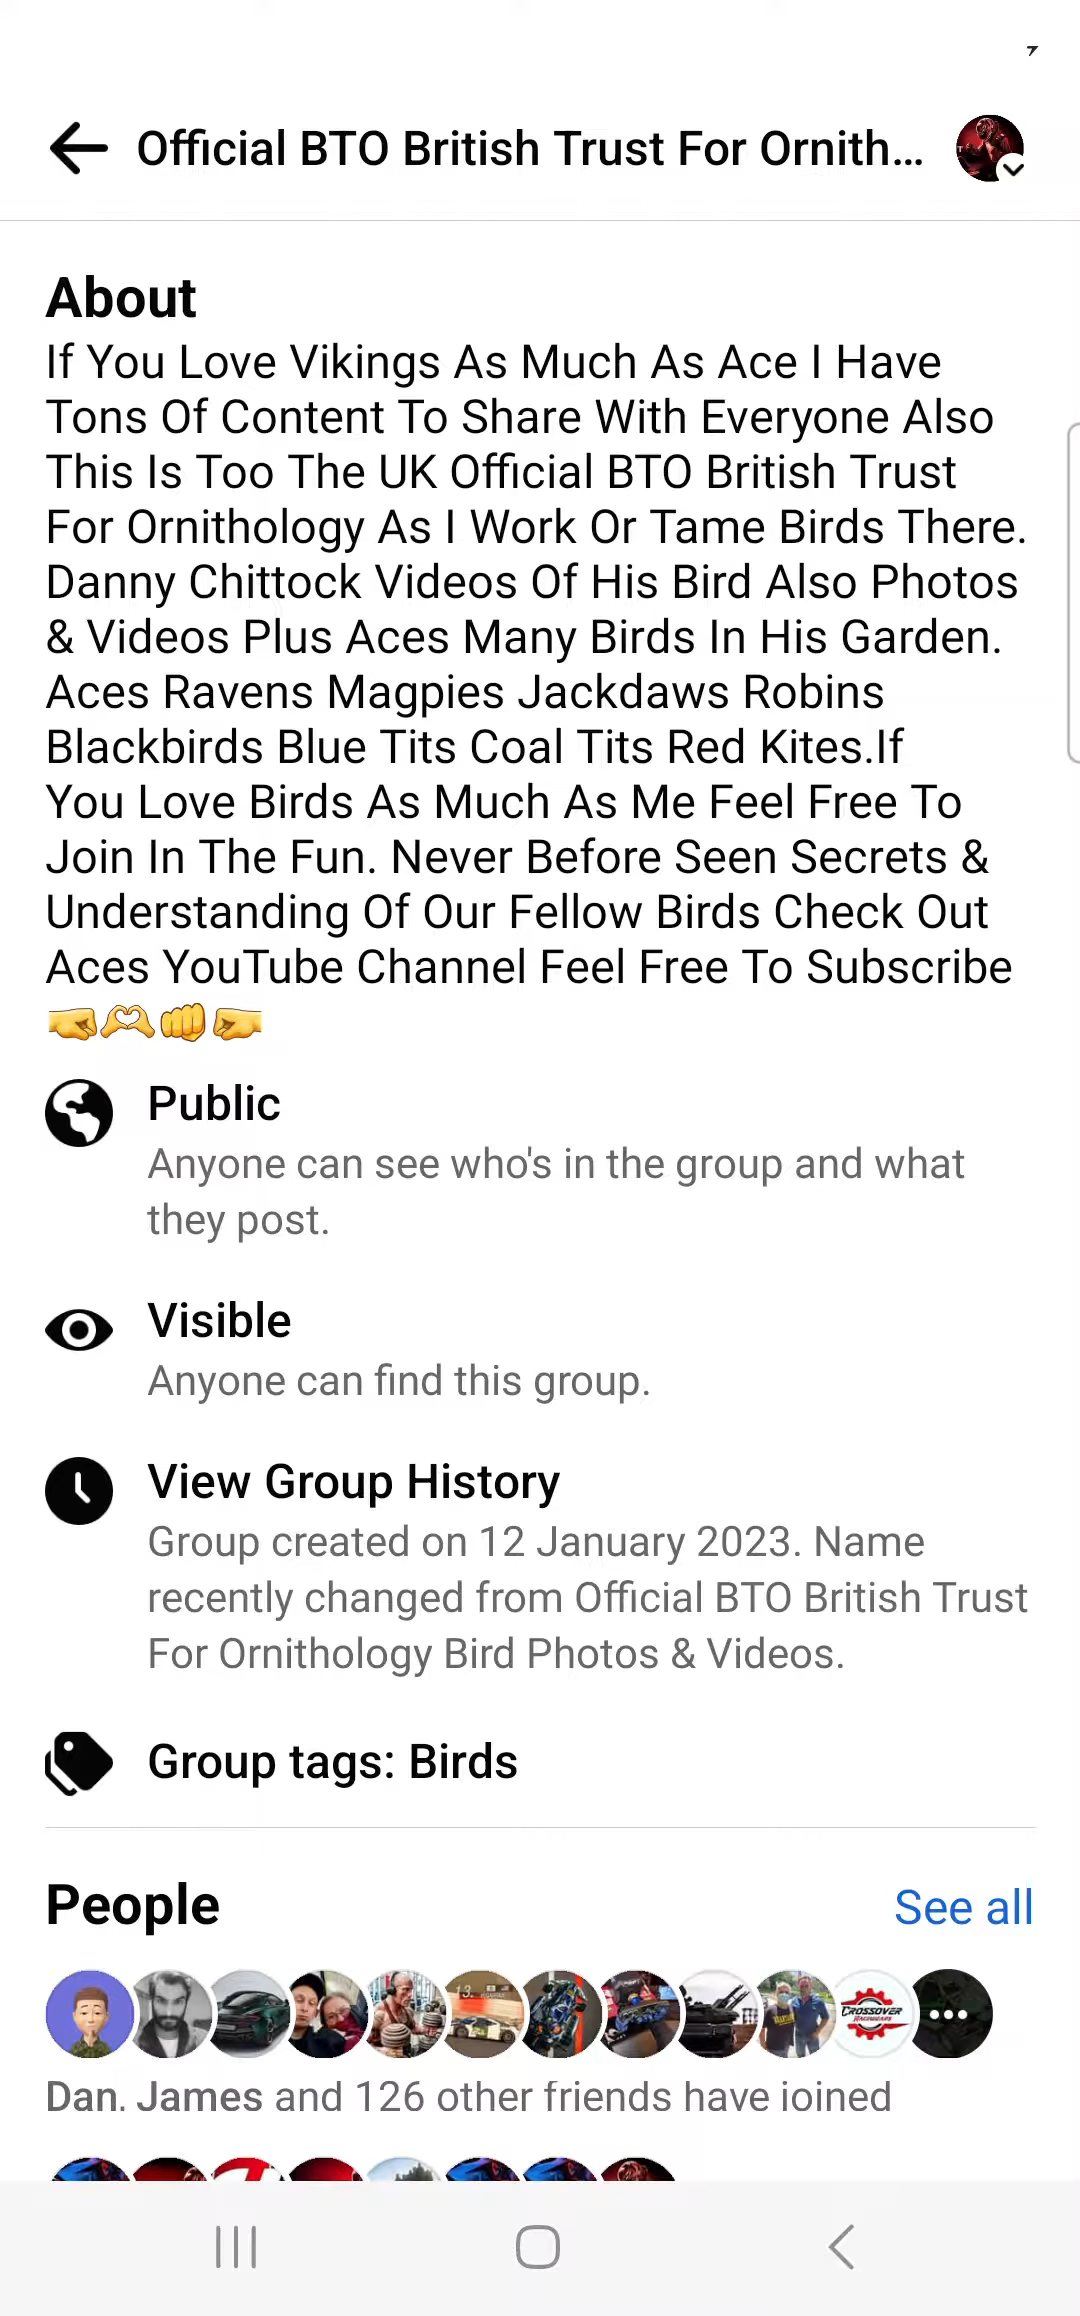 Official BTO British Trust For Ornith...
About
If You Love Vikings As Much As Ace I Have
Tons Of Content To Share With Everyone Also
This Is Too The UK Official BTO British Trust
For Ornithology As I Work Or Tame Birds There.
Danny Chittock Videos Of His Bird Also Photos
& Videos Plus Aces Many Birds In His Garden.
Aces Ravens Magpies Jackdaws Robins
Blackbirds Blue Tits Coal Tits Red Kites.If
You Love Birds As Much As Me Feel Free To
Join In The Fun. Never Before Seen Secrets &
Understanding Of Our Fellow Birds Check Out
Aces YouTube Channel Feel Free To Subscribe
🤜🫶👊🤛
Public
Anyone can see who's in the group and what
they post.
Visible
Anyone can find this group.
View Group History
Group created on 12 January 2023. Name
recently changed from Official BTO British Trust
For Ornithology Bird Photos & Videos.
Group tags: Birds
People
See all
CROSSOVER
Dan. James and 126 other friends have joined